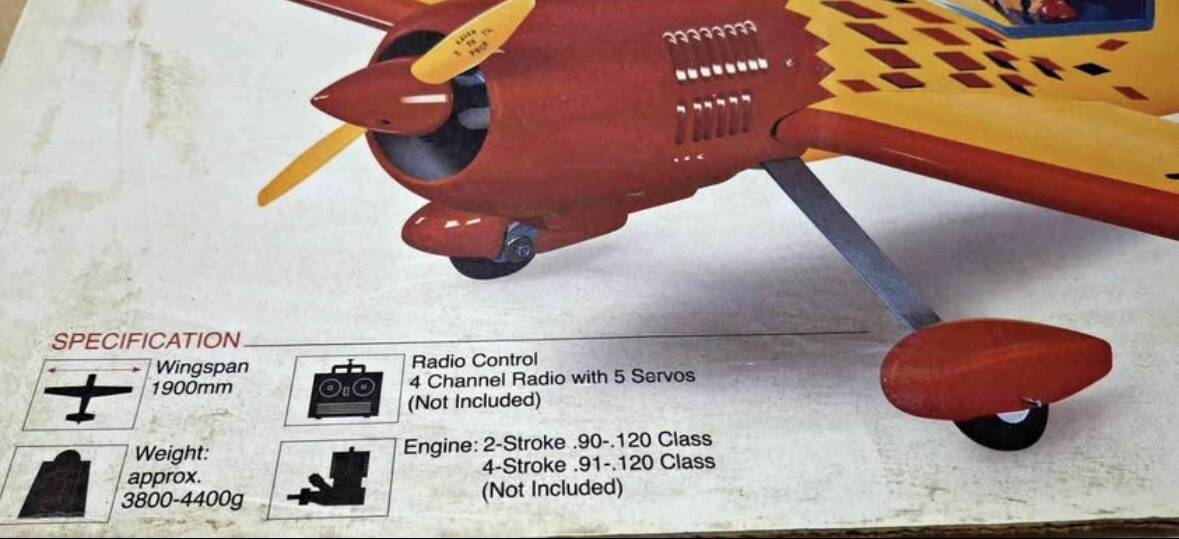 SPECIFICATION
Wingspan
1900mm
Radio Control
4 Channel Radio with 5 Servos
(Not Included)
Weight:
approx.
3800-4400g
Engine: 2-Stroke .90-.120 Class
4-Stroke .91-.120 Class
(Not Included)